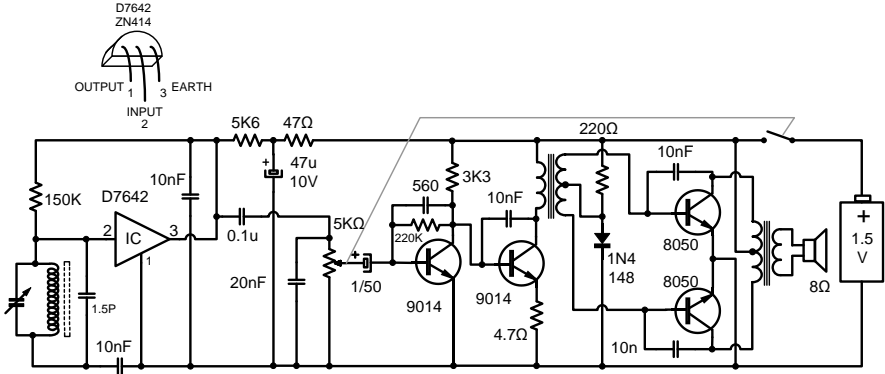 D7642
ZN414
OUTPUT 1
3 EARTH
INPUT
2
5K6
47Ω
220Ω
47u
10V
10nF
3K3
10nF
150K
D7642
560
10nF
2
IC
3
0.1u
5KΩ
220K
8050
1N4
148
+
1.5
V
1
20nF
+
1/50
9014
9014
8050
8Ω
1.5P
4.7Ω
10nF
10n
+